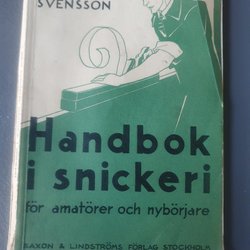 SVENSSON
Handbok
i snickeri
för amatörer och nybörjare
SAXON & LINDSTRÖMS FÖRLAG STOCKHOLM